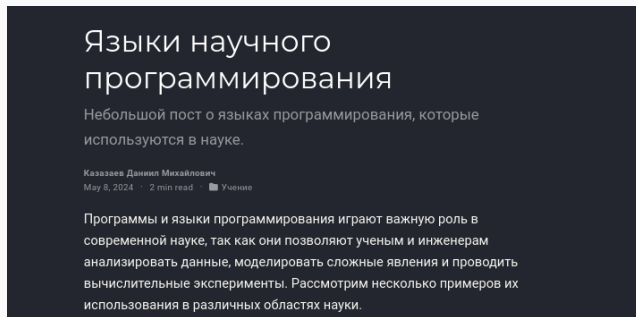 Языки научного
программирования
Небольшой пост о языках программирования, которые
используются в науке.
Казазаев Даниил Михайлович
May 8, 2024 · 2 min read · Учение
Программы и языки программирования играют важную роль в
современной науке, так как они позволяют ученым и инженерам
анализировать данные, моделировать сложные явления и проводить
вычислительные эксперименты. Рассмотрим несколько примеров их
использования в различных областях науки.